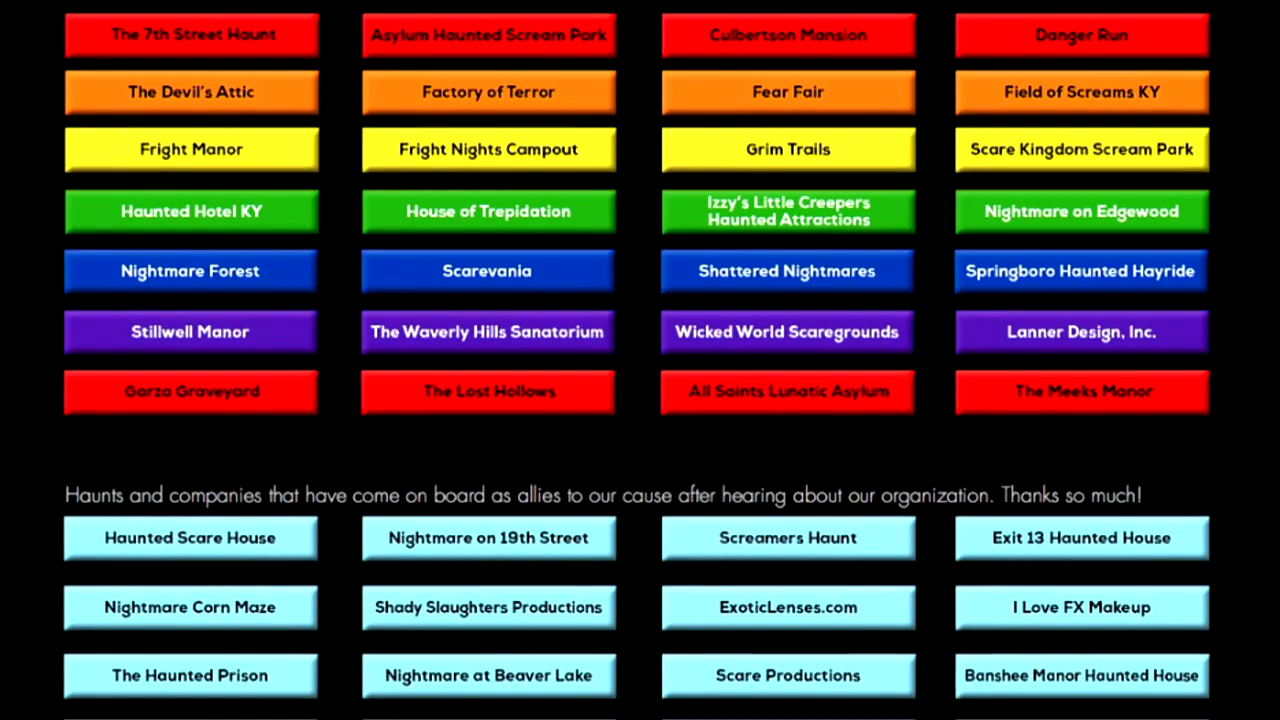 The 7th Street Haunt
Asylum Haunted Scream Park
Culbertson Mansion
Danger Run
The Devil's Attic
Factory of Terror
Fear Fair
Field of Screams KY
Fright Manor
Fright Nights Campout
Grim Trails
Scare Kingdom Scream Park
Haunted Hotel KY
House of Trepidation
Izzy's Little Creepers
Haunted Attractions
Nightmare on Edgewood
Nightmare Forest
Scarevania
Shattered Nightmares
Springboro Haunted Hayride
Stillwell Manor
The Waverly Hills Sanatorium
Wicked World Scaregrounds
Lanner Design, Inc.
Garza Graveyard
The Lost Hollows
All Saints Lunatic Asylum
The Meeks Manor
Haunts and companies that have come on board as allies to our cause after hearing about our organization. Thanks so much!
Haunted Scare House
Nightmare on 19th Street
Screamers Haunt
Exit 13 Haunted House
Nightmare Corn Maze
Shady Slaughters Productions
ExoticLenses.com
I Love FX Makeup
The Haunted Prison
Nightmare at Beaver Lake
Scare Productions
Banshee Manor Haunted House